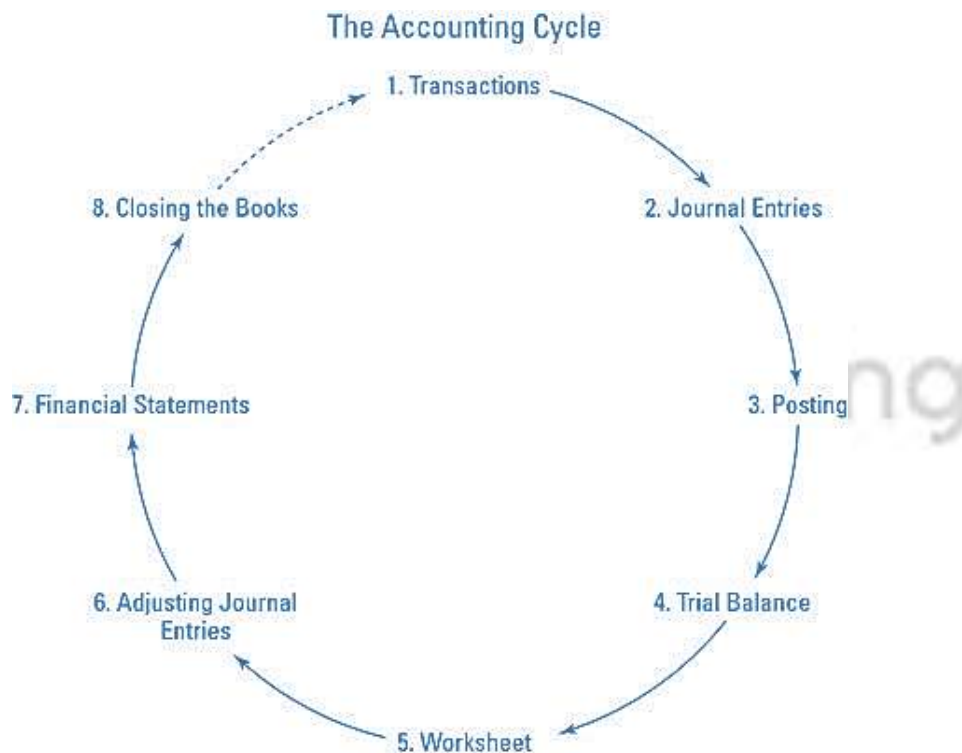 The Accounting Cycle
1. Transactions
2. Journal Entries
3. Posting
4. Trial Balance
5. Worksheet
6. Adjusting Journal
Entries
7. Financial Statements
8. Closing the Books
ng